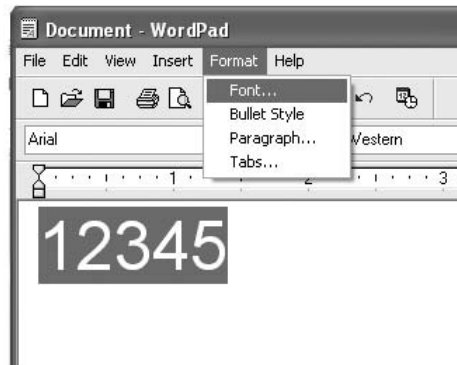 Document - WordPad
File Edit View Insert Format Help
Font...
Bullet Style
Paragraph...
Tabs...
Arial Western
1 2 3
12345